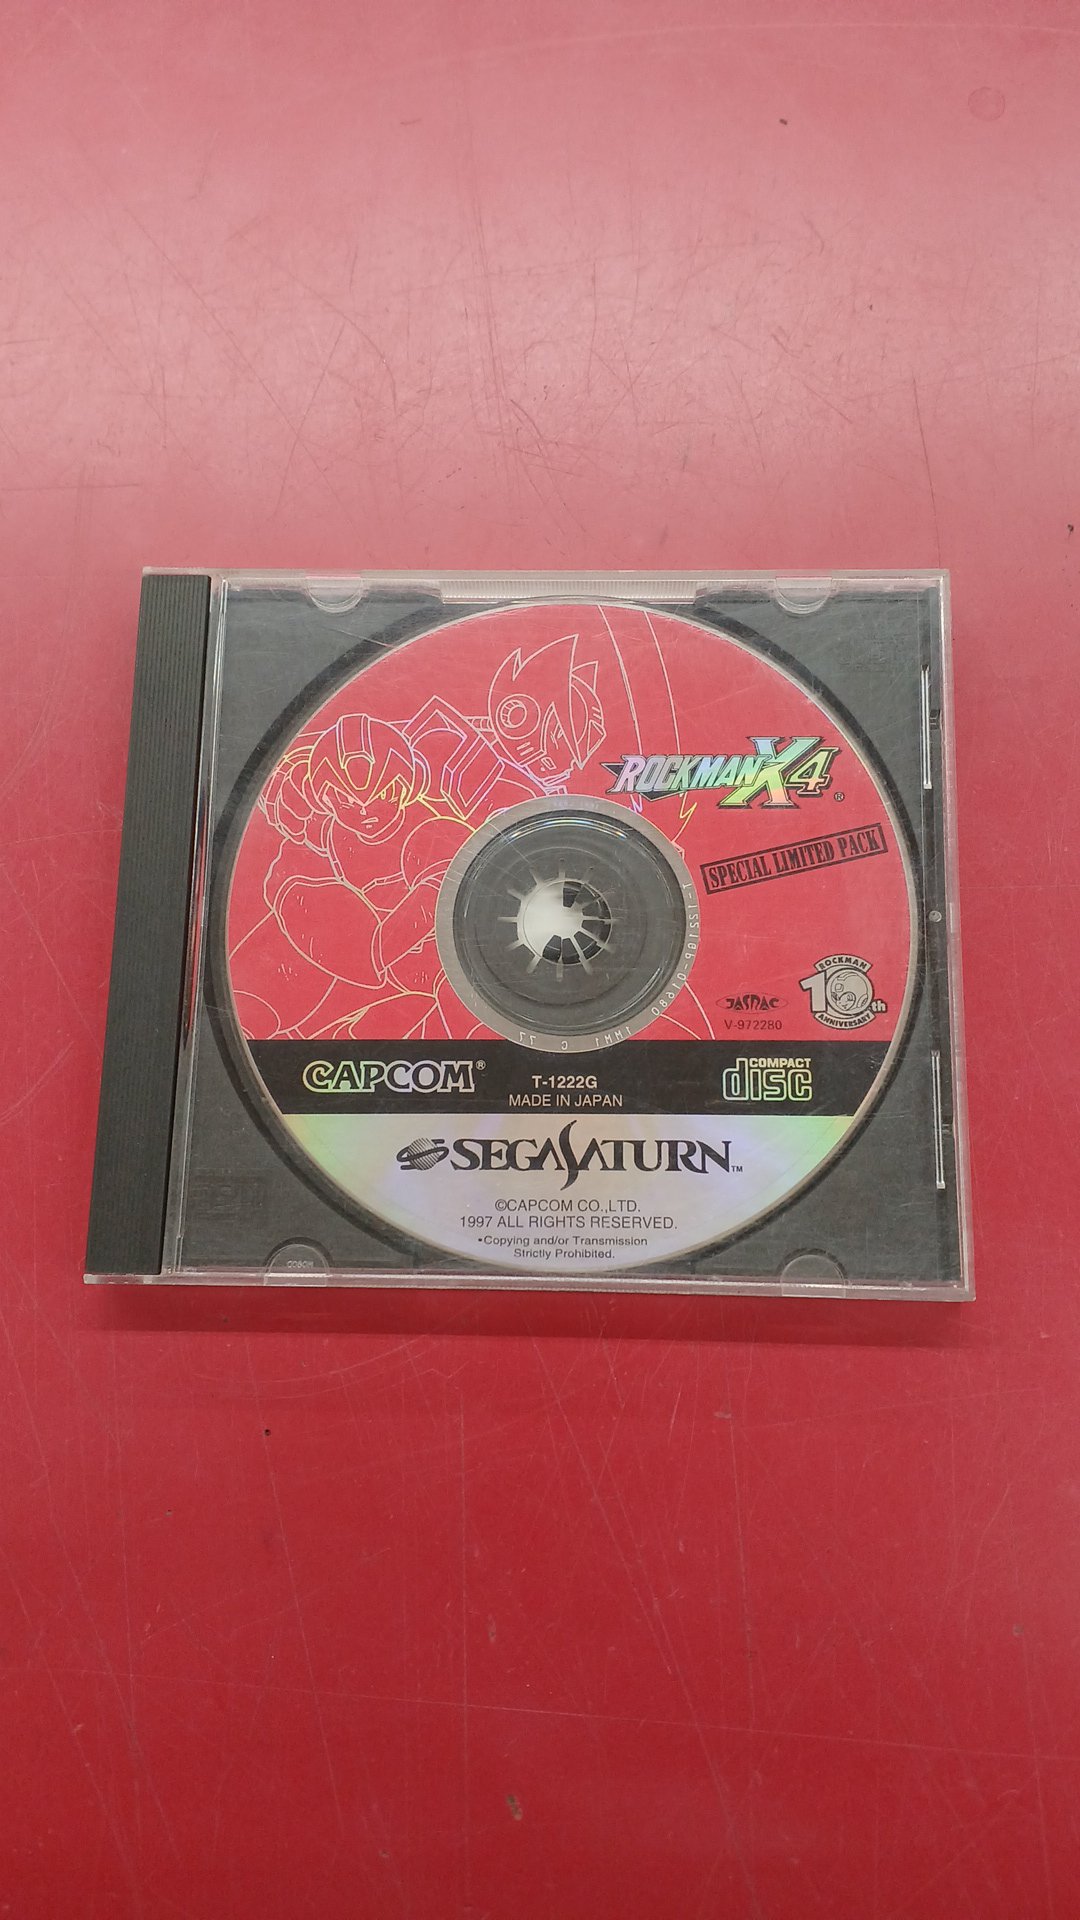 ROCKMAN X4 ®
SPECIAL LIMITED PACK
ROCKMAN
10th
ANNIVERSARY
JASRAC
V-972280
CAPCOM®
T-1222G
MADE IN JAPAN
COMPACT
disc
SEGA SATURN™
©CAPCOM CO.,LTD.
1997 ALL RIGHTS RESERVED.
•Copying and/or Transmission
Strictly Prohibited.